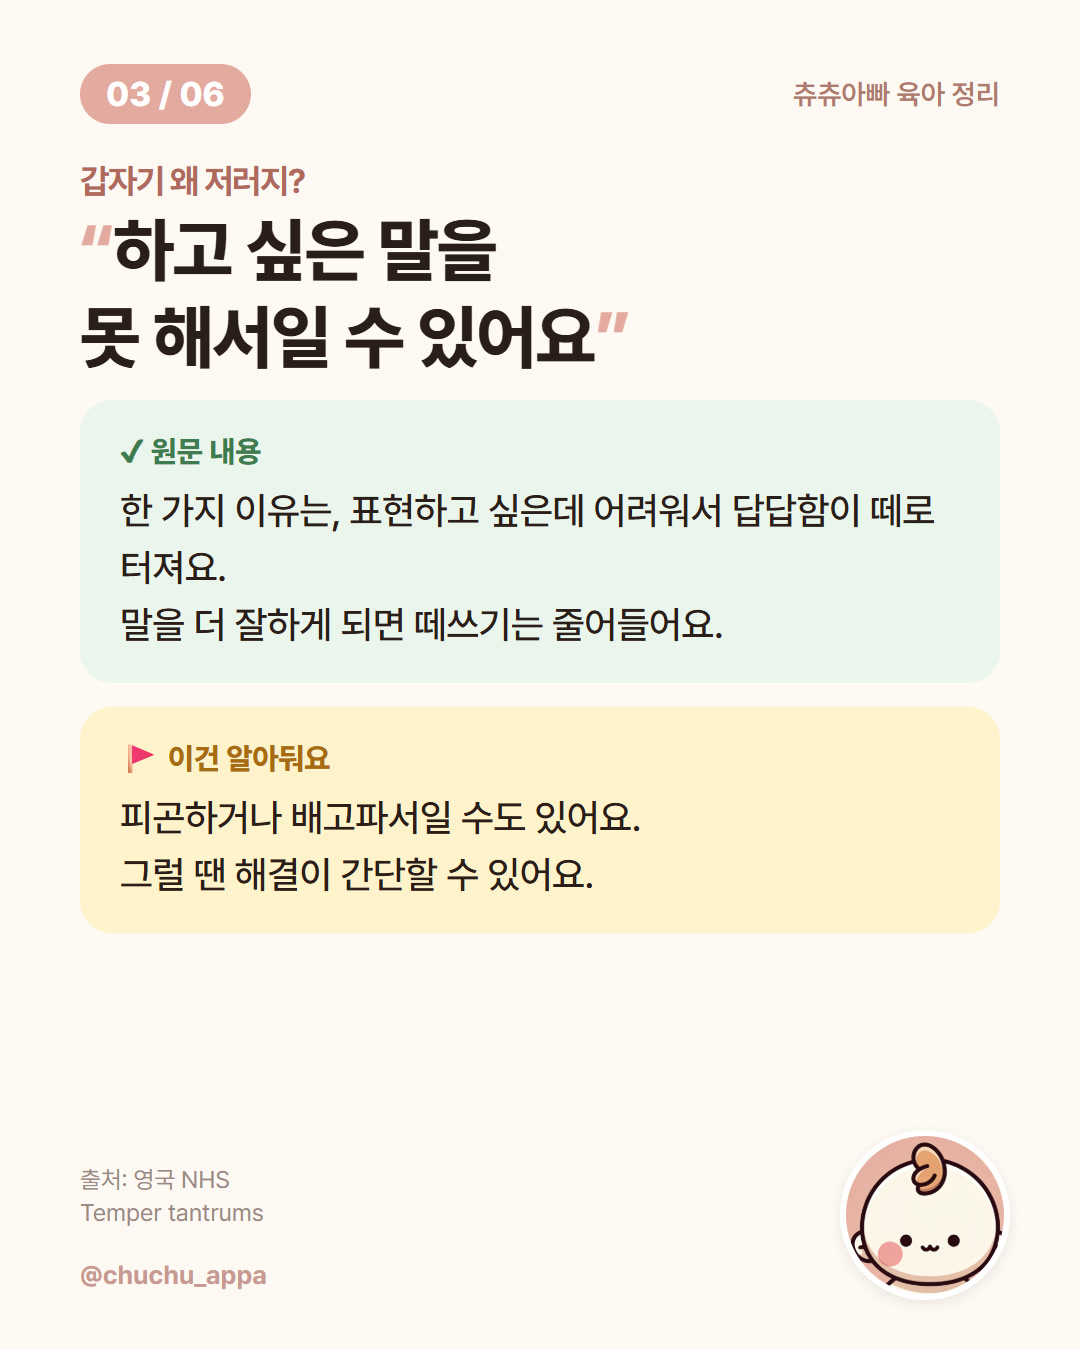 03 / 06
츄츄아빠 육아 정리
갑자기 왜 저러지?
“하고 싶은 말을
못 해서일 수 있어요”
✔ 원문 내용
한 가지 이유는, 표현하고 싶은데 어려워서 답답함이 떼로
터져요.
말을 더 잘하게 되면 떼쓰기는 줄어들어요.
🚩 이건 알아둬요
피곤하거나 배고파서일 수도 있어요.
그럴 땐 해결이 간단할 수 있어요.
출처: 영국 NHS
Temper tantrums
@chuchu_appa